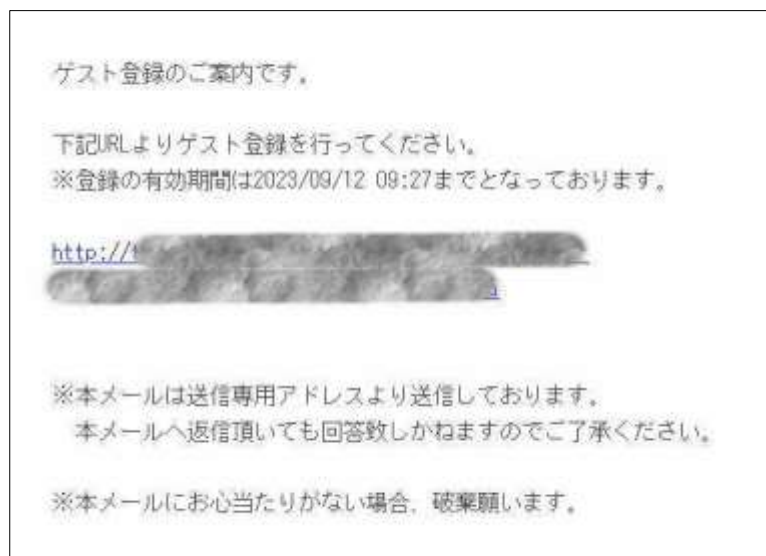 ゲスト登録のご案内です。
下記URLよりゲスト登録を行ってください。
※登録の有効期間は2023/09/12 09:27までとなっております。
http://t
※本メールは送信専用アドレスより送信しております。
本メールへ返信頂いても回答致しかねますのでご了承ください。
※本メールにお心当たりがない場合、破棄願います。